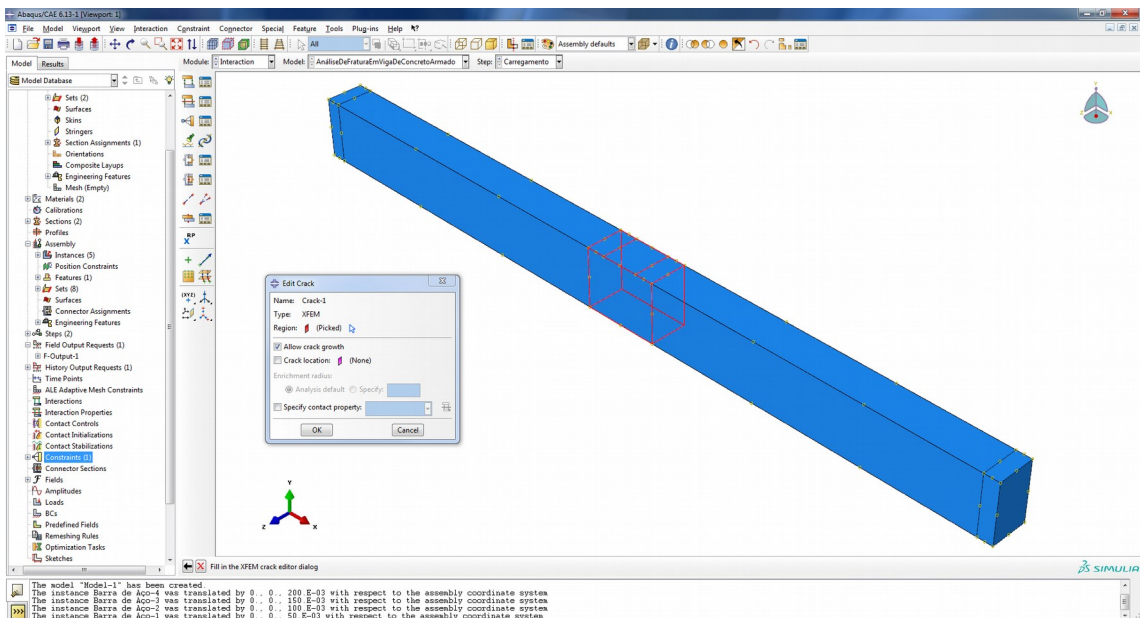 Abaqus/CAE 6.13-1 [Viewport: 1]
File Model Viewport View Interaction Constraint Connector Special Feature Tools Plug-ins Help
All Assembly defaults
Model Results Module: Interaction Model: AnáliseDeFraturaEmVigaDeConcretoArmado Step: Carregamento
Model Database
Sets (2)
Surfaces
Skins
Stringers
Section Assignments (1)
Orientations
Composite Layups
Engineering Features
Mesh (Empty)
Materials (2)
Calibrations
Sections (2)
Profiles
Assembly
Instances (5)
Position Constraints
Features (1)
Sets (8)
Surfaces
Connector Assignments
Engineering Features
Steps (2)
Field Output Requests (1)
F-Output-1
History Output Requests (1)
Time Points
ALE Adaptive Mesh Constraints
Interactions
Interaction Properties
Contact Controls
Contact Initializations
Contact Stabilizations
Constraints (1)
Connector Sections
Fields
Amplitudes
Loads
BCs
Predefined Fields
Remeshing Rules
Optimization Tasks
Sketches
RP
(XYZ)
Edit Crack
Name: Crack-1
Type: XFEM
Region: (Picked)
Allow crack growth
Crack location: (None)
Enrichment radius:
Analysis default Specify:
Specify contact property:
OK Cancel
Y
Z X
Fill in the XFEM crack editor dialog
SIMULIA
The model "Model-1" has been created.
The instance Barra de Aço-4 was translated by 0., 0., 200.E-03 with respect to the assembly coordinate system
The instance Barra de Aço-3 was translated by 0., 0., 150.E-03 with respect to the assembly coordinate system
The instance Barra de Aço-2 was translated by 0., 0., 100.E-03 with respect to the assembly coordinate system
The instance Barra de Aço-1 was translated by 0., 0., 50.E-03 with respect to the assembly coordinate system